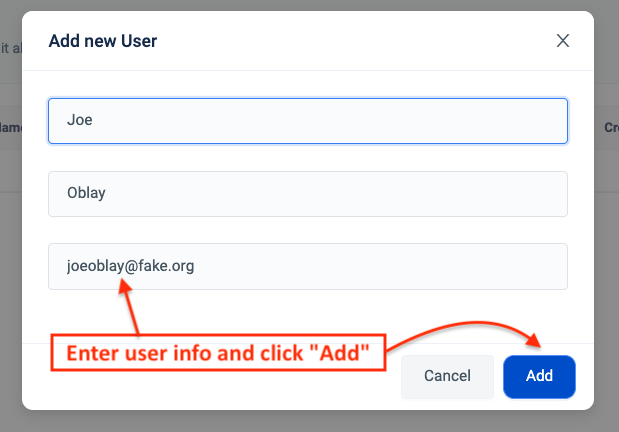 Add new User
it al
Name
Cr
Joe
Oblay
joeoblay@fake.org
Enter user info and click "Add"
Cancel
Add